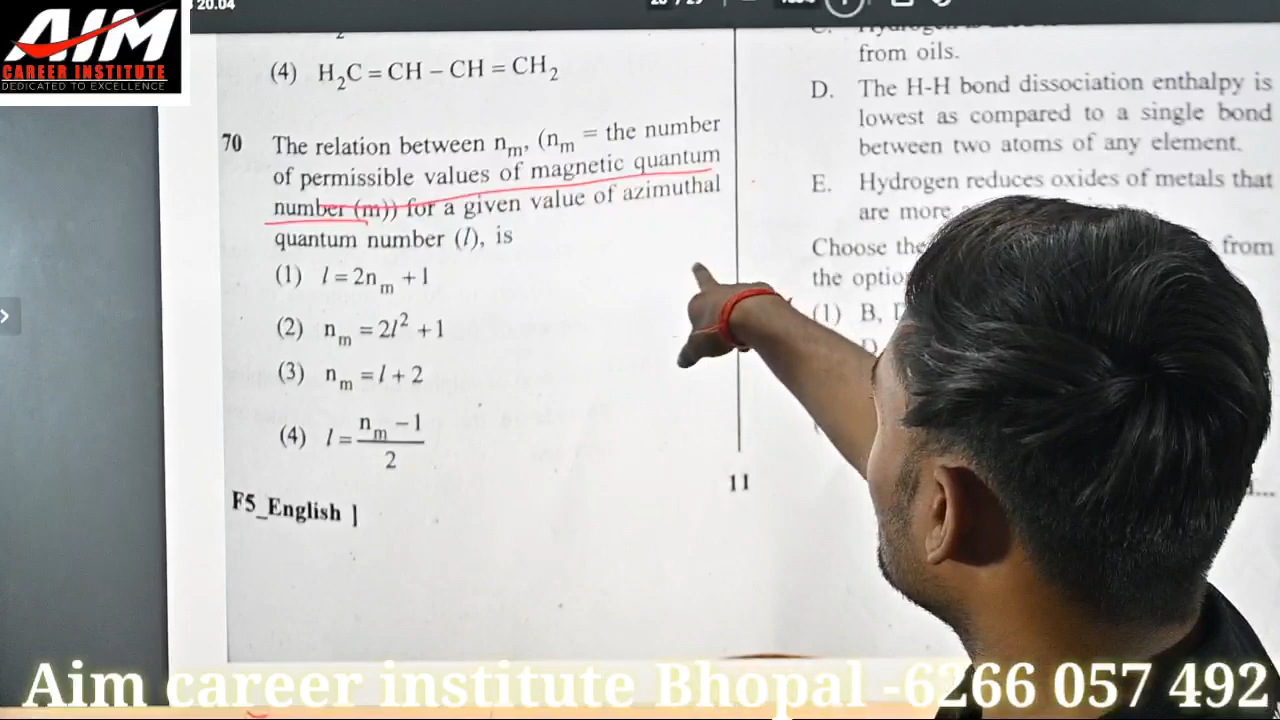 20.04
AIM
CAREER INSTITUTE
DEDICATED TO EXCELLENCE
2
(4) H₂C = CH – CH = CH₂
70 The relation between nₘ, (nₘ = the number
of permissible values of magnetic quantum
number (m)) for a given value of azimuthal
quantum number (l), is
(1) l = 2nₘ + 1
(2) nₘ = 2l² + 1
(3) nₘ = l + 2
(4) l = (nₘ – 1) / 2
F5_English ]
11
from oils.
D. The H-H bond dissociation enthalpy is
lowest as compared to a single bond
between two atoms of any element.
E. Hydrogen reduces oxides of metals that
are more
Choose the from
the optio
(1) B,
Aim career institute Bhopal -6266 057 492